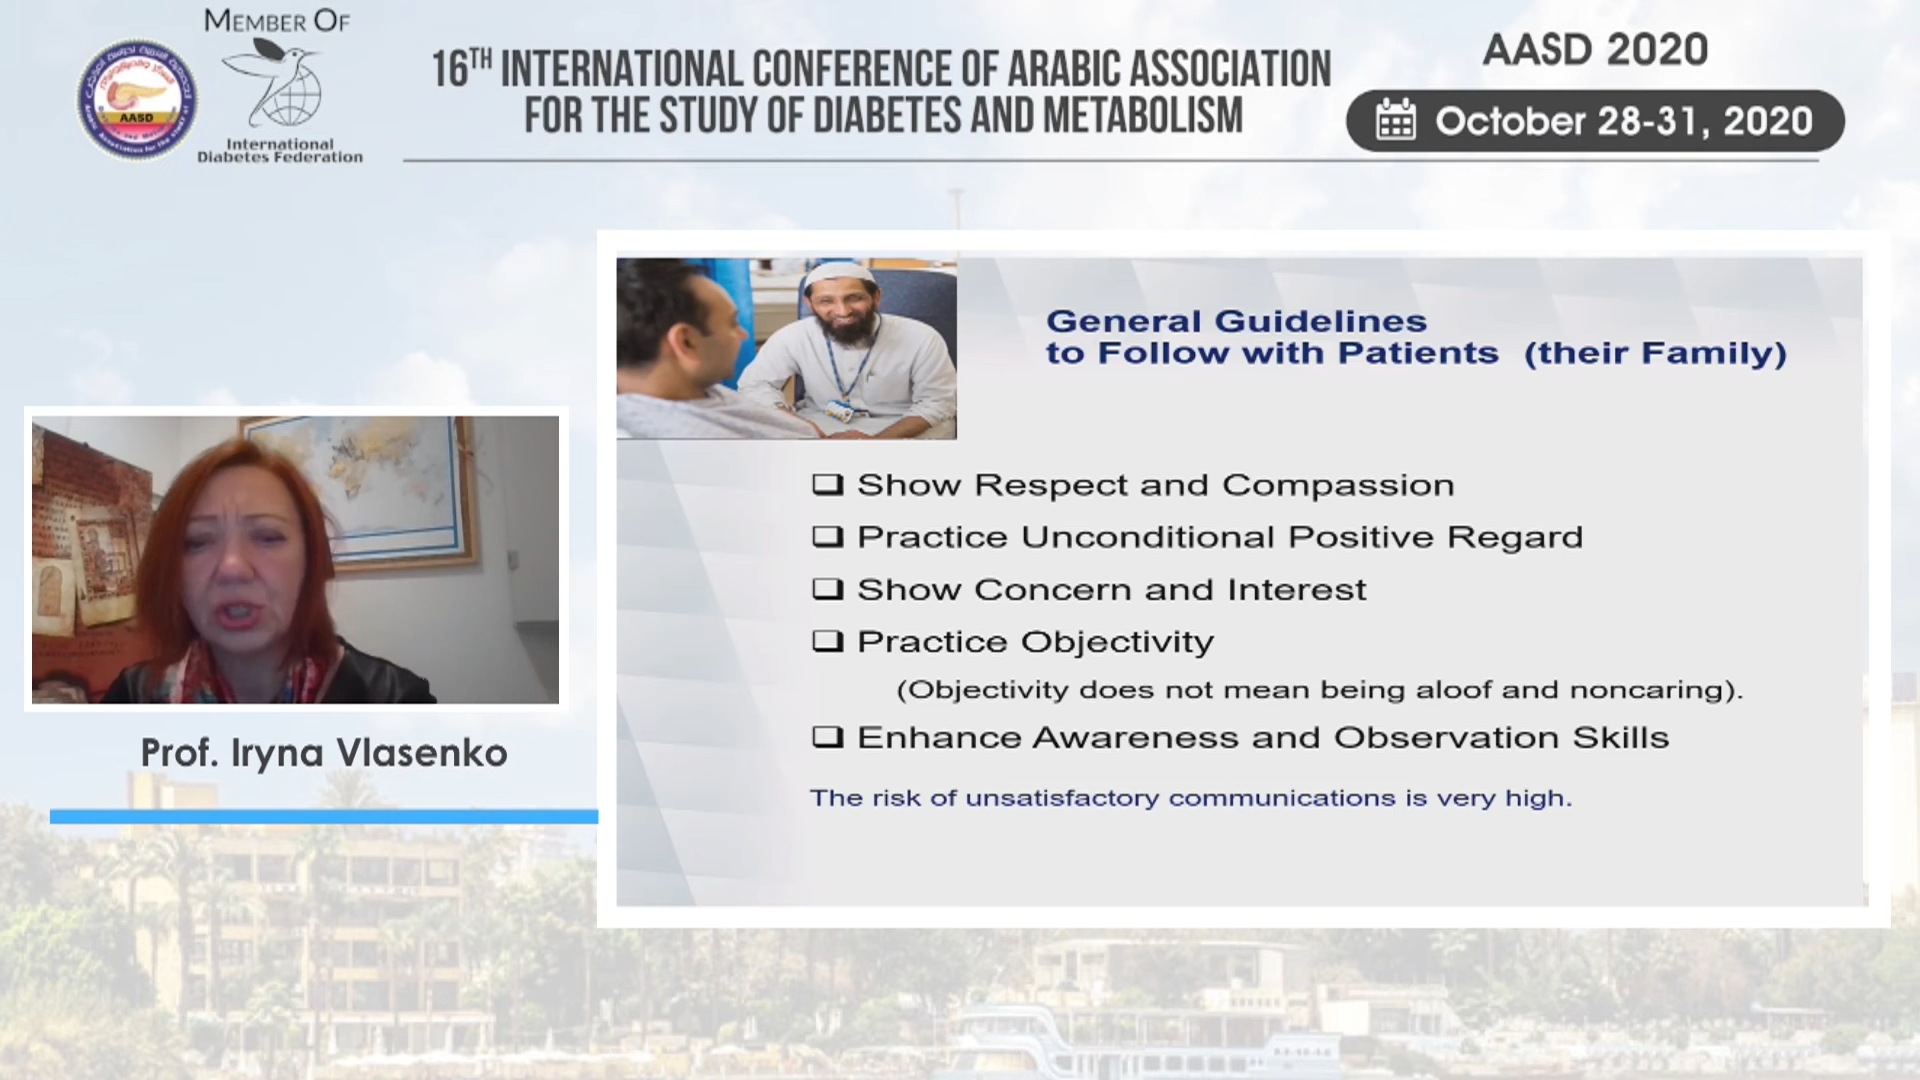 MEMBER OF
International
Diabetes Federation
AASD
16TH INTERNATIONAL CONFERENCE OF ARABIC ASSOCIATION
FOR THE STUDY OF DIABETES AND METABOLISM
AASD 2020
October 28-31, 2020
General Guidelines
to Follow with Patients (their Family)
❑ Show Respect and Compassion
❑ Practice Unconditional Positive Regard
❑ Show Concern and Interest
❑ Practice Objectivity
(Objectivity does not mean being aloof and noncaring).
❑ Enhance Awareness and Observation Skills
The risk of unsatisfactory communications is very high.
Prof. Iryna Vlasenko